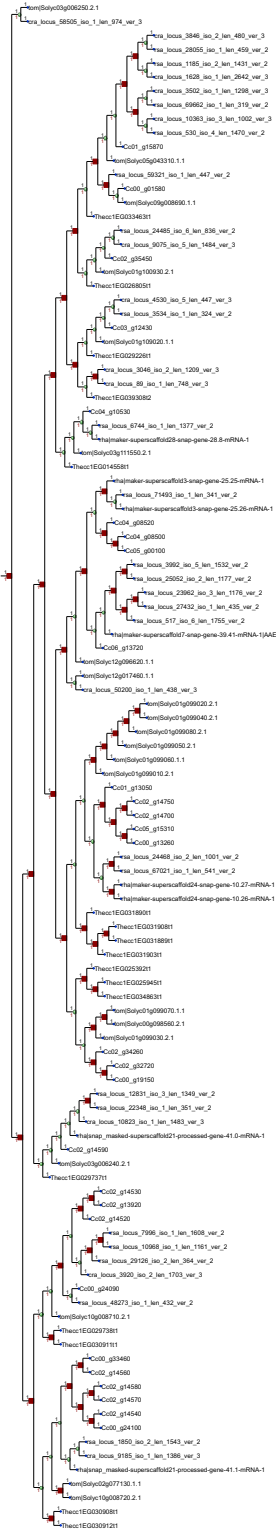 tom|Solyc03g006250.2.1
cra_locus_58505_iso_1_len_974_ver_3
cra_locus_3846_iso_2_len_480_ver_3
rsa_locus_28055_iso_1_len_459_ver_2
rsa_locus_1185_iso_2_len_1431_ver_2
cra_locus_1628_iso_1_len_2642_ver_3
cra_locus_3502_iso_1_len_1298_ver_3
rsa_locus_69662_iso_1_len_319_ver_2
cra_locus_10363_iso_3_len_1002_ver_3
rsa_locus_530_iso_4_len_1470_ver_2
Cc01_g15870
tom|Solyc05g043310.1.1
rsa_locus_59321_iso_1_len_447_ver_2
Cc00_g01580
tom|Solyc09g008690.1.1
Thecc1EG034631t1
rsa_locus_24485_iso_6_len_836_ver_2
cra_locus_9075_iso_5_len_1484_ver_3
Cc02_g35450
tom|Solyc01g100930.2.1
Thecc1EG026805t1
cra_locus_4530_iso_5_len_447_ver_3
rsa_locus_3534_iso_1_len_324_ver_2
Cc03_g12430
tom|Solyc01g109020.1.1
Thecc1EG029226t1
cra_locus_3046_iso_2_len_1209_ver_3
cra_locus_89_iso_1_len_748_ver_3
Thecc1EG039308t2
Cc04_g10530
rsa_locus_6744_iso_1_len_1377_ver_2
rha|maker-superscaffold28-snap-gene-28.8-mRNA-1
tom|Solyc03g111550.2.1
Thecc1EG014558t1
rha|maker-superscaffold3-snap-gene-25.25-mRNA-1
rsa_locus_71493_iso_1_len_341_ver_2
rha|maker-superscaffold3-snap-gene-25.26-mRNA-1
Cc04_g08520
Cc04_g08500
Cc05_g00100
rsa_locus_3992_iso_5_len_1532_ver_2
rsa_locus_25052_iso_2_len_1177_ver_2
rsa_locus_23962_iso_3_len_1176_ver_2
rsa_locus_27432_iso_1_len_435_ver_2
rsa_locus_517_iso_6_len_1755_ver_2
rha|maker-superscaffold7-snap-gene-39.41-mRNA-1|AAE
Cc06_g13720
tom|Solyc12g096620.1.1
tom|Solyc12g017460.1.1
cra_locus_50200_iso_1_len_438_ver_3
tom|Solyc01g099020.2.1
tom|Solyc01g099040.2.1
tom|Solyc01g099080.2.1
tom|Solyc01g099050.2.1
tom|Solyc01g099060.1.1
tom|Solyc01g099010.2.1
Cc01_g13050
Cc02_g14750
Cc02_g14700
Cc05_g15310
Cc00_g13260
rsa_locus_24468_iso_2_len_1001_ver_2
rsa_locus_67021_iso_1_len_541_ver_2
rha|maker-superscaffold24-snap-gene-10.27-mRNA-1
rha|maker-superscaffold24-snap-gene-10.26-mRNA-1
Thecc1EG031890t1
Thecc1EG031908t1
Thecc1EG031889t1
Thecc1EG031903t1
Thecc1EG025392t1
Thecc1EG025945t1
Thecc1EG034863t1
tom|Solyc01g099070.1.1
tom|Solyc00g098560.2.1
tom|Solyc01g099030.2.1
Cc02_g34260
Cc02_g32720
Cc00_g19150
rsa_locus_12831_iso_3_len_1349_ver_2
rsa_locus_22348_iso_1_len_351_ver_2
cra_locus_10823_iso_1_len_1483_ver_3
rha|snap_masked-superscaffold21-processed-gene-41.0-mRNA-1
Cc02_g14590
tom|Solyc03g006240.2.1
Thecc1EG029737t1
Cc02_g14530
Cc02_g13920
Cc02_g14520
rsa_locus_7996_iso_1_len_1608_ver_2
rsa_locus_10968_iso_1_len_1161_ver_2
rsa_locus_29126_iso_2_len_364_ver_2
cra_locus_3920_iso_2_len_1703_ver_3
Cc00_g24090
rsa_locus_48273_iso_1_len_432_ver_2
tom|Solyc10g008710.2.1
Thecc1EG029738t1
Thecc1EG030911t1
Cc00_g33460
Cc02_g14560
Cc02_g14580
Cc02_g14570
Cc02_g14540
Cc00_g24100
rsa_locus_1850_iso_2_len_1543_ver_2
cra_locus_9185_iso_1_len_1386_ver_3
rha|snap_masked-superscaffold21-processed-gene-41.1-mRNA-1
tom|Solyc02g077130.1.1
tom|Solyc10g008720.2.1
Thecc1EG030908t1
Thecc1EG030912t1